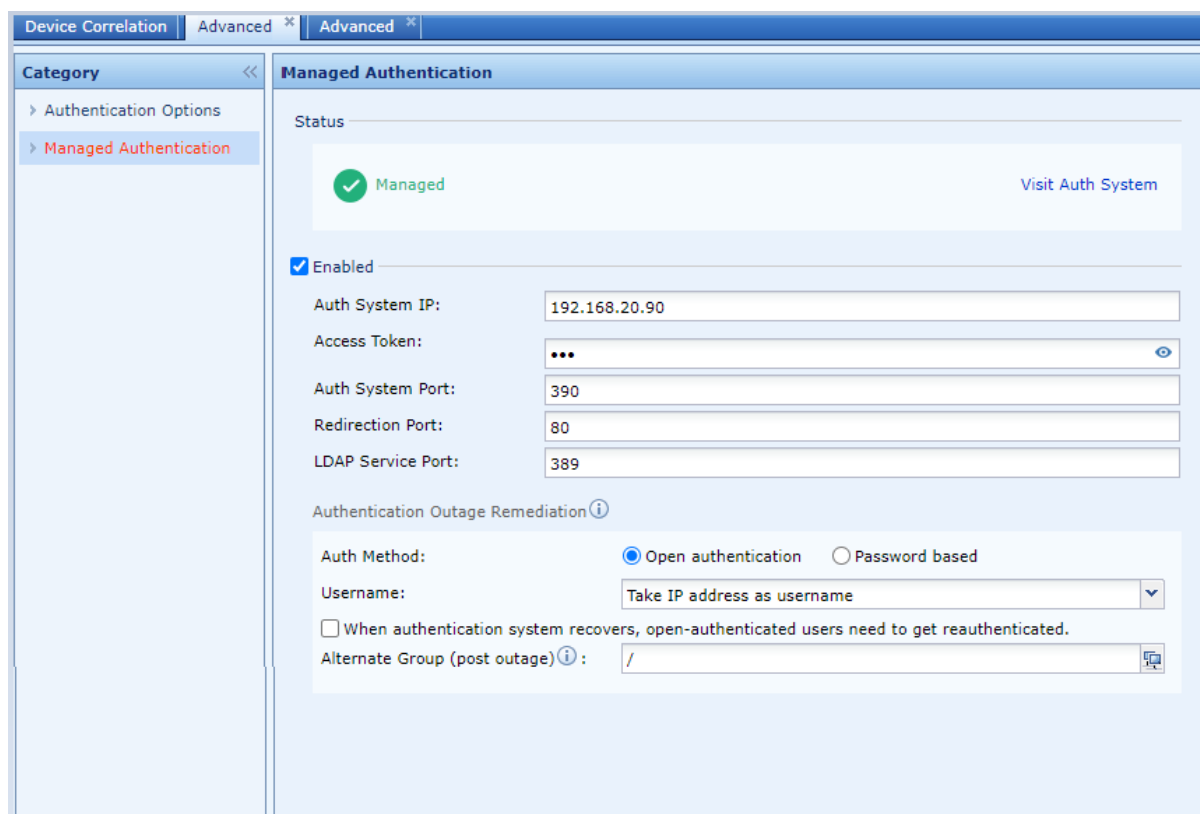 Device Correlation Advanced Advanced
Category
Authentication Options
Managed Authentication
Managed Authentication
Status
Managed Visit Auth System
Enabled
Auth System IP: 192.168.20.90
Access Token: •••
Auth System Port: 390
Redirection Port: 80
LDAP Service Port: 389
Authentication Outage Remediation
Auth Method: Open authentication Password based
Username: Take IP address as username
When authentication system recovers, open-authenticated users need to get reauthenticated.
Alternate Group (post outage) : /